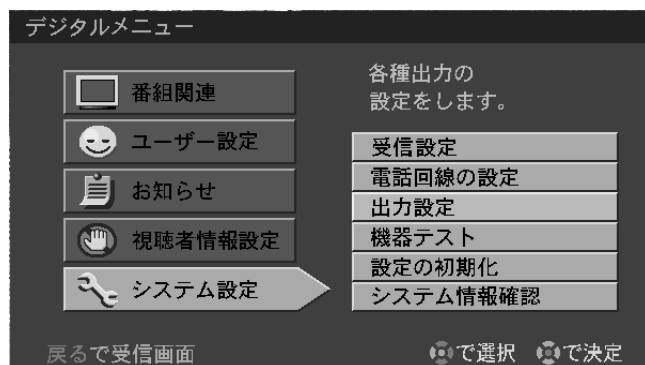 デジタルメニュー
番組関連
ユーザー設定
お知らせ
視聴者情報設定
システム設定
各種出力の
設定をします。
受信設定
電話回線の設定
出力設定
機器テスト
設定の初期化
システム情報確認
戻るで受信画面
で選択 で決定